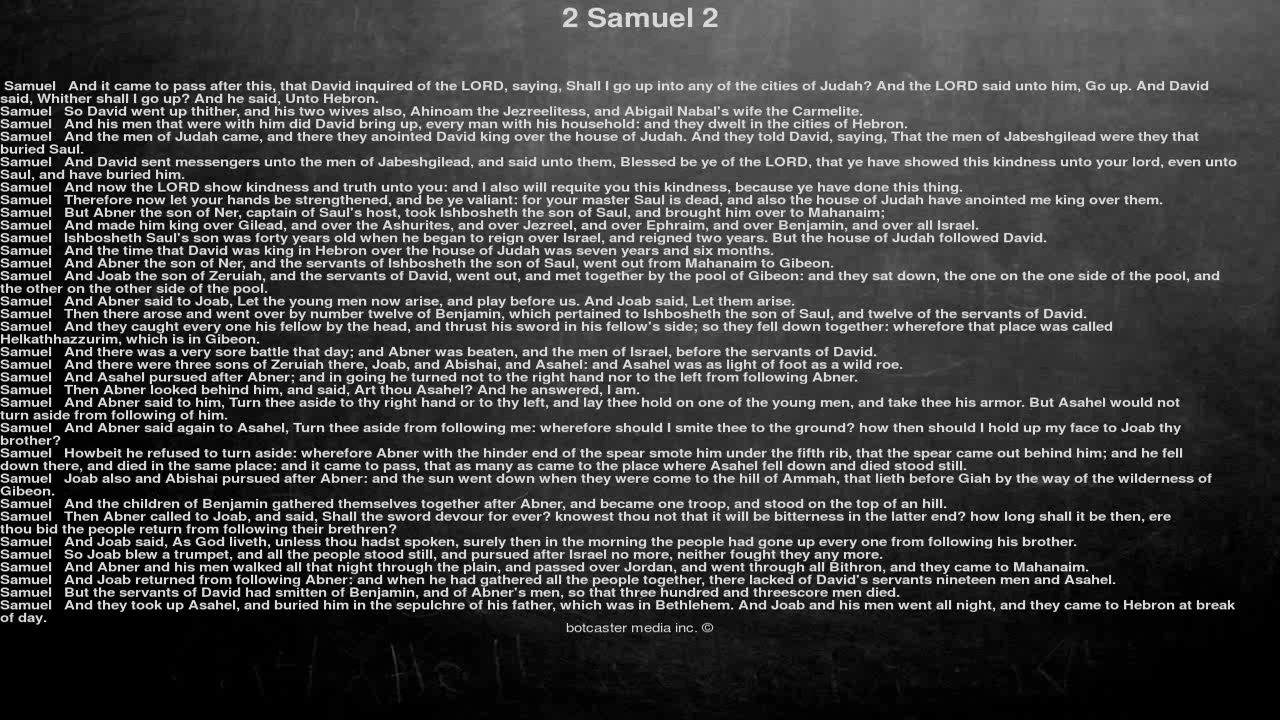 2 Samuel 2
Samuel And it came to pass after this, that David inquired of the LORD, saying, Shall I go up into any of the cities of Judah? And the LORD said unto him, Go up. And David
said, Whither shall I go up? And he said, Unto Hebron.
Samuel So David went up thither, and his two wives also, Ahinoam the Jezreelitess, and Abigail Nabal's wife the Carmelite.
Samuel And his men that were with him did David bring up, every man with his household: and they dwelt in the cities of Hebron.
Samuel And the men of Judah came, and there they anointed David king over the house of Judah. And they told David, saying, That the men of Jabeshgilead were they that
buried Saul.
Samuel And David sent messengers unto the men of Jabeshgilead, and said unto them, Blessed be ye of the LORD, that ye have showed this kindness unto your lord, even unto
Saul, and have buried him.
Samuel And now the LORD show kindness and truth unto you: and I also will requite you this kindness, because ye have done this thing.
Samuel Therefore now let your hands be strengthened, and be ye valiant: for your master Saul is dead, and also the house of Judah have anointed me king over them.
Samuel But Abner the son of Ner, captain of Saul's host, took Ishbosheth the son of Saul, and brought him over to Mahanaim;
Samuel And made him king over Gilead, and over the Ashurites, and over Jezreel, and over Ephraim, and over Benjamin, and over all Israel.
Samuel Ishbosheth Saul's son was forty years old when he began to reign over Israel, and reigned two years. But the house of Judah followed David.
Samuel And the time that David was king in Hebron over the house of Judah was seven years and six months.
Samuel And Abner the son of Ner, and the servants of Ishbosheth the son of Saul, went out from Mahanaim to Gibeon.
Samuel And Joab the son of Zeruiah, and the servants of David, went out, and met together by the pool of Gibeon: and they sat down, the one on the one side of the pool, and
the other on the other side of the pool.
Samuel And Abner said to Joab, Let the young men now arise, and play before us. And Joab said, Let them arise.
Samuel Then there arose and went over by number twelve of Benjamin, which pertained to Ishbosheth the son of Saul, and twelve of the servants of David.
Samuel And they caught every one his fellow by the head, and thrust his sword in his fellow's side; so they fell down together: wherefore that place was called
Helkathhazzurim, which is in Gibeon.
Samuel And there was a very sore battle that day; and Abner was beaten, and the men of Israel, before the servants of David.
Samuel And there were three sons of Zeruiah there, Joab, and Abishai, and Asahel: and Asahel was as light of foot as a wild roe.
Samuel And Asahel pursued after Abner; and in going he turned not to the right hand nor to the left from following Abner.
Samuel Then Abner looked behind him, and said, Art thou Asahel? And he answered, I am.
Samuel And Abner said to him, Turn thee aside to thy right hand or to thy left, and lay thee hold on one of the young men, and take thee his armor. But Asahel would not
turn aside from following of him.
Samuel And Abner said again to Asahel, Turn thee aside from following me: wherefore should I smite thee to the ground? how then should I hold up my face to Joab thy
brother?
Samuel Howbeit he refused to turn aside: wherefore Abner with the hinder end of the spear smote him under the fifth rib, that the spear came out behind him; and he fell
down there, and died in the same place: and it came to pass, that as many as came to the place where Asahel fell down and died stood still.
Samuel Joab also and Abishai pursued after Abner: and the sun went down when they were come to the hill of Ammah, that lieth before Giah by the way of the wilderness of
Gibeon.
Samuel And the children of Benjamin gathered themselves together after Abner, and became one troop, and stood on the top of an hill.
Samuel Then Abner called to Joab, and said, Shall the sword devour for ever? knowest thou not that it will be bitterness in the latter end? how long shall it be then, ere
thou bid the people return from following their brethren?
Samuel And Joab said, As God liveth, unless thou hadst spoken, surely then in the morning the people had gone up every one from following his brother.
Samuel So Joab blew a trumpet, and all the people stood still, and pursued after Israel no more, neither fought they any more.
Samuel And Abner and his men walked all that night through the plain, and passed over Jordan, and went through all Bithron, and they came to Mahanaim.
Samuel And Joab returned from following Abner: and when he had gathered all the people together, there lacked of David's servants nineteen men and Asahel.
Samuel But the servants of David had smitten of Benjamin, and of Abner's men, so that three hundred and threescore men died.
Samuel And they took up Asahel, and buried him in the sepulchre of his father, which was in Bethlehem. And Joab and his men went all night, and they came to Hebron at break
of day.
botcaster media inc. ©